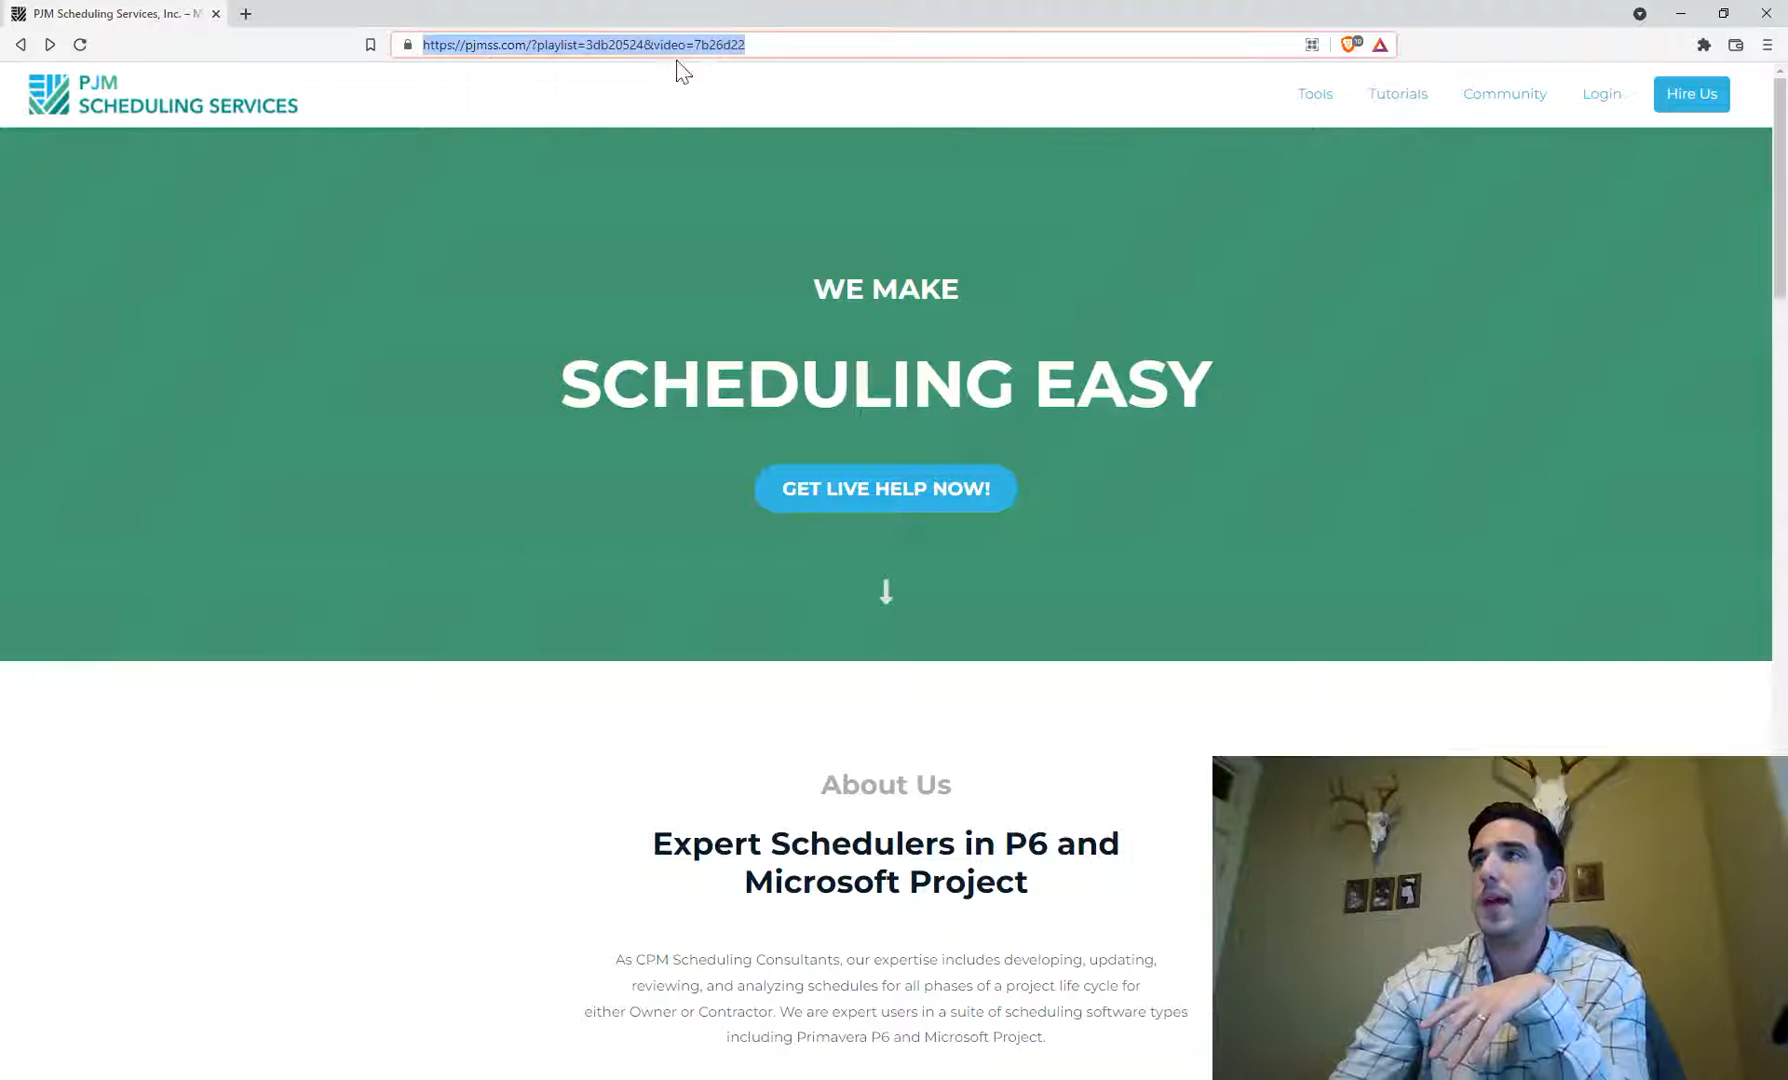 PJM Scheduling Services, Inc. – M
https://pjmss.com/?playlist=3db20524&video=7b26d22
PJM
SCHEDULING SERVICES
Tools
Tutorials
Community
Login
Hire Us
WE MAKE
SCHEDULING EASY
GET LIVE HELP NOW!
About Us
Expert Schedulers in P6 and
Microsoft Project
As CPM Scheduling Consultants, our expertise includes developing, updating,
reviewing, and analyzing schedules for all phases of a project life cycle for
either Owner or Contractor. We are expert users in a suite of scheduling software types
including Primavera P6 and Microsoft Project.